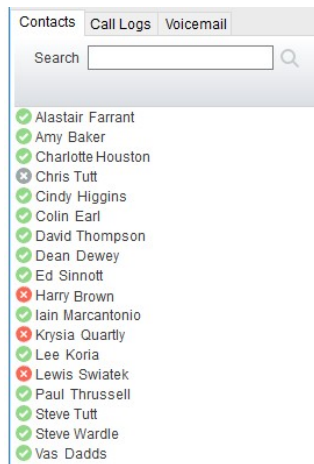 Contacts Call Logs Voicemail
Search
Alastair Farrant
Amy Baker
Charlotte Houston
Chris Tutt
Cindy Higgins
Colin Earl
David Thompson
Dean Dewey
Ed Sinnott
Harry Brown
Iain Marcantonio
Krysia Quartly
Lee Koria
Lewis Swiatek
Paul Thrussell
Steve Tutt
Steve Wardle
Vas Dadds